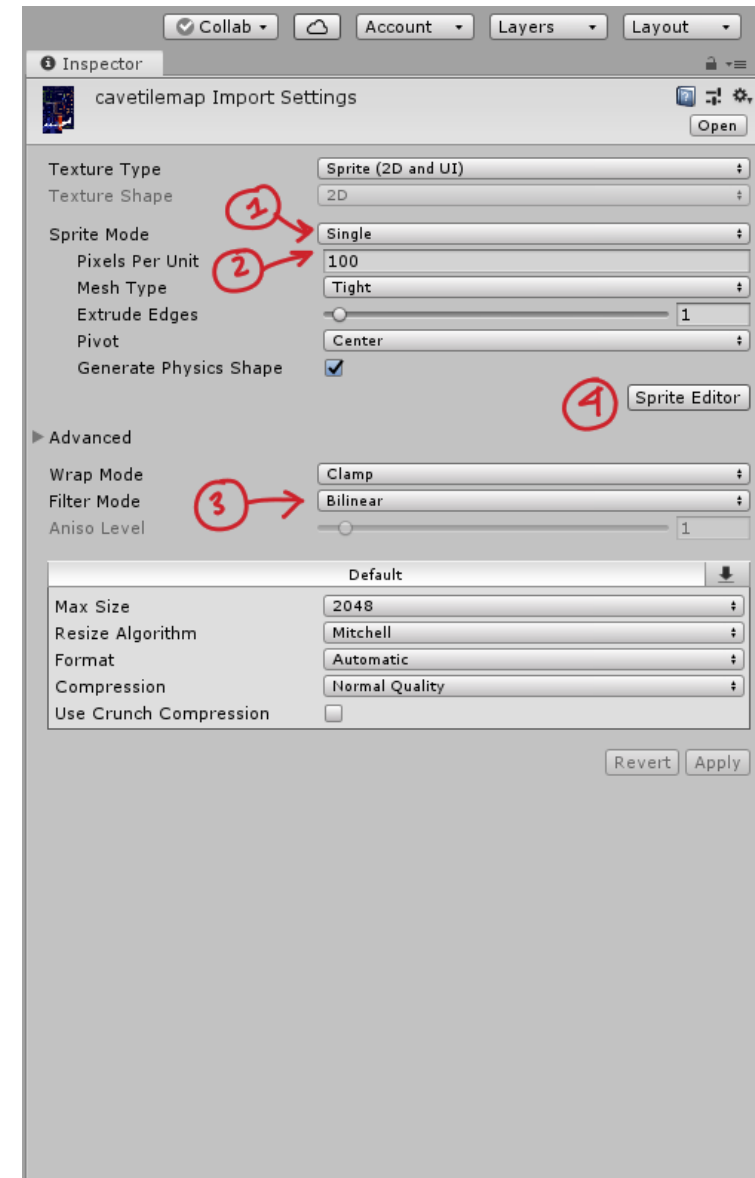 Collab Account Layers Layout
Inspector
cavetilemap Import Settings
Open
Texture Type Sprite (2D and UI)
Texture Shape 2D
1
Sprite Mode Single
2
Pixels Per Unit 100
Mesh Type Tight
Extrude Edges 1
Pivot Center
Generate Physics Shape
4 Sprite Editor
Advanced
Wrap Mode Clamp
Filter Mode 3 Bilinear
Aniso Level 1
Default
Max Size 2048
Resize Algorithm Mitchell
Format Automatic
Compression Normal Quality
Use Crunch Compression
Revert Apply